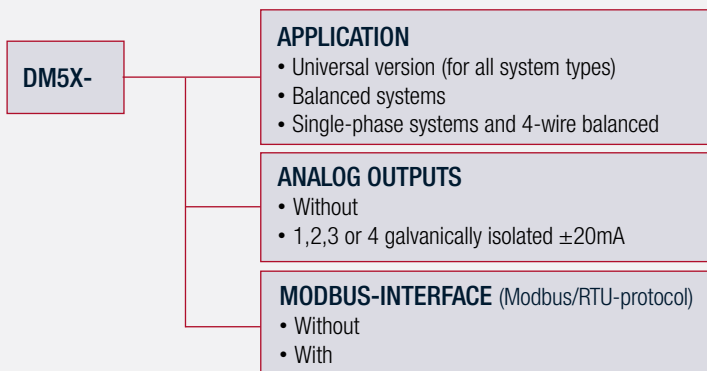 DM5X-
APPLICATION
• Universal version (for all system types)
• Balanced systems
• Single-phase systems and 4-wire balanced
ANALOG OUTPUTS
• Without
• 1,2,3 or 4 galvanically isolated ±20mA
MODBUS-INTERFACE (Modbus/RTU-protocol)
• Without
• With